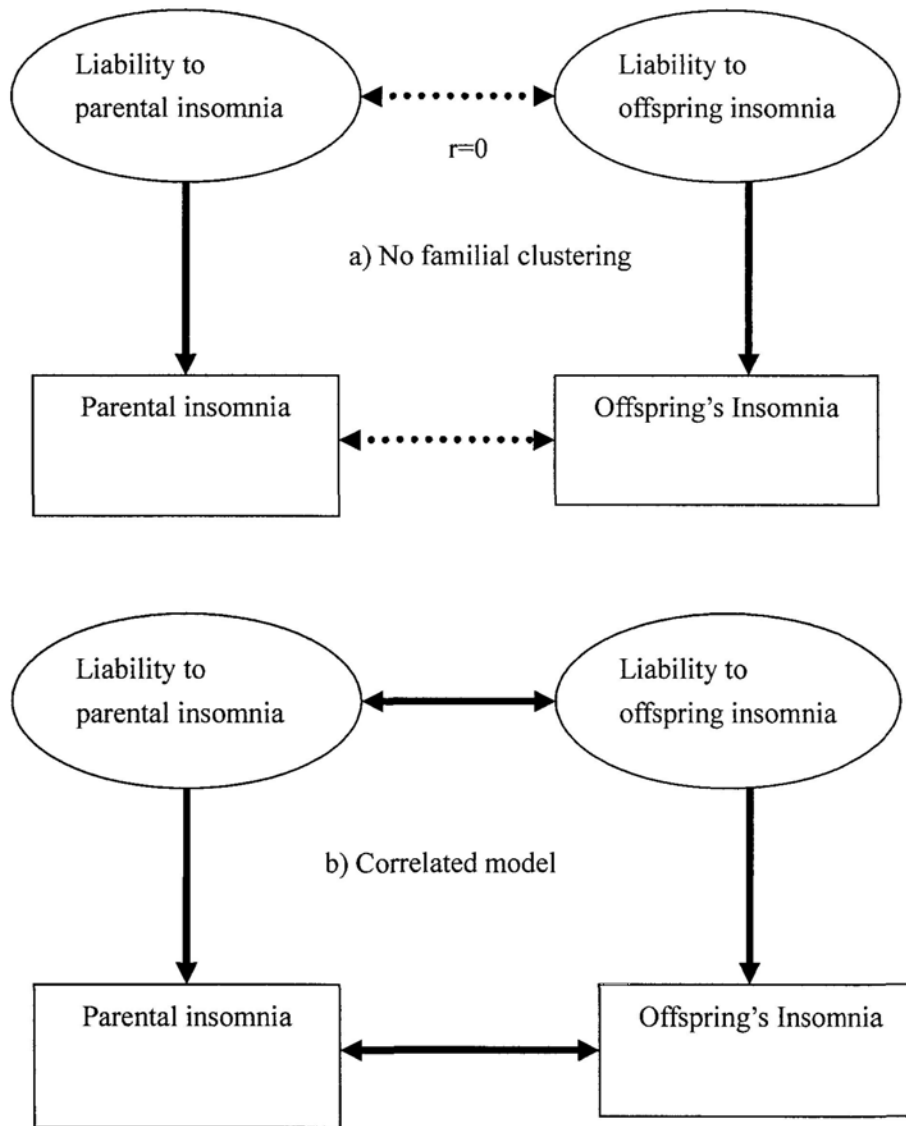 Liability to
parental insomnia
Liability to
offspring insomnia
r=0
a) No familial clustering
Parental insomnia
Offspring's Insomnia
Liability to
parental insomnia
Liability to
offspring insomnia
b) Correlated model
Parental insomnia
Offspring's Insomnia